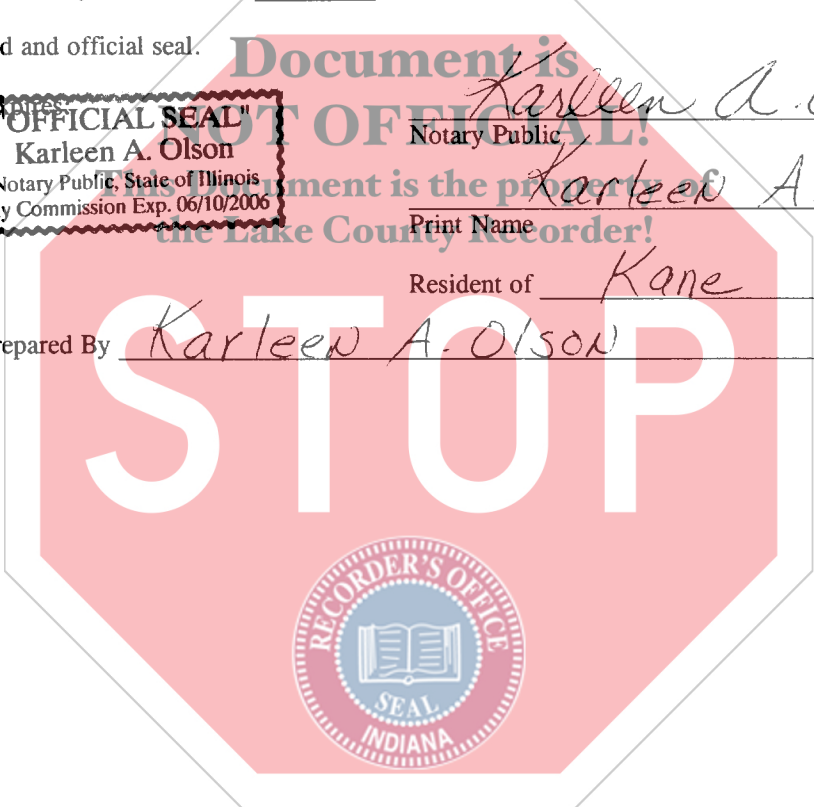 d and official seal.
Document is
NOT OFFICIAL!
This Document is the property of
the Lake County Recorder!
"OFFICIAL SEAL"
Karleen A. Olson
Notary Public, State of Illinois
y Commission Exp. 06/10/2006
Karleen A.
Notary Public
Karleen A
Print Name
Resident of Kane
repared By Karleen A. Olson
STOP
RECORDER'S OFFICE
SEAL
INDIANA